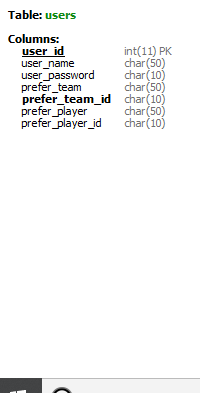 Table: users
Columns:
user_id int(11) PK
user_name char(50)
user_password char(10)
prefer_team char(50)
prefer_team_id char(10)
prefer_player char(50)
prefer_player_id char(10)